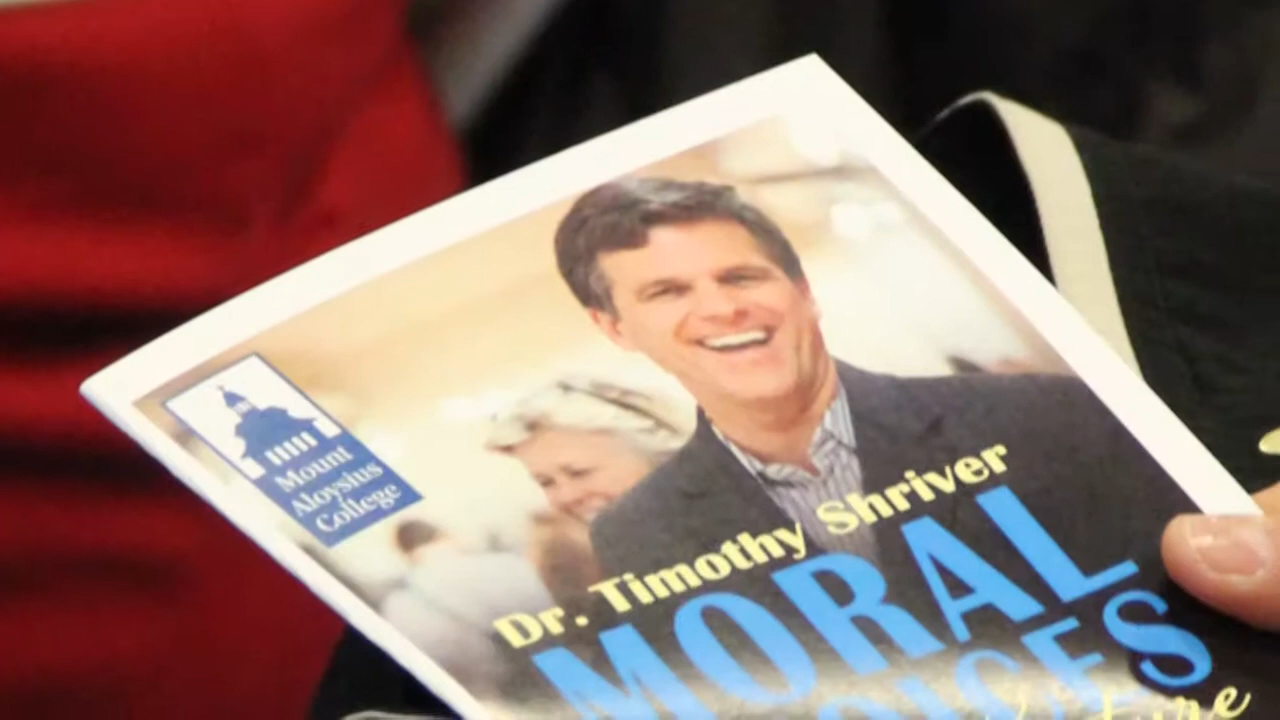 Mount
Aloysius
College
Dr. Timothy Shriver
MORAL